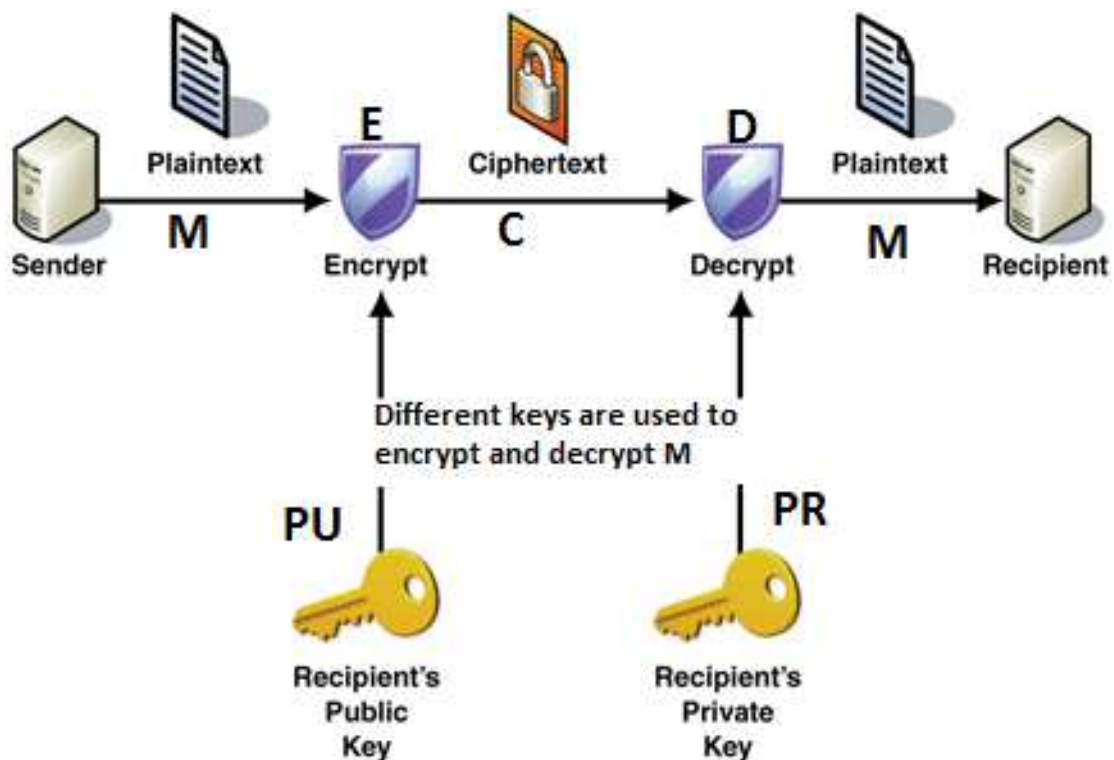 E
D
Plaintext
Ciphertext
Plaintext
M
C
M
Sender
Encrypt
Decrypt
Recipient
Different keys are used to
encrypt and decrypt M
PU
PR
Recipient's
Public
Key
Recipient's
Private
Key